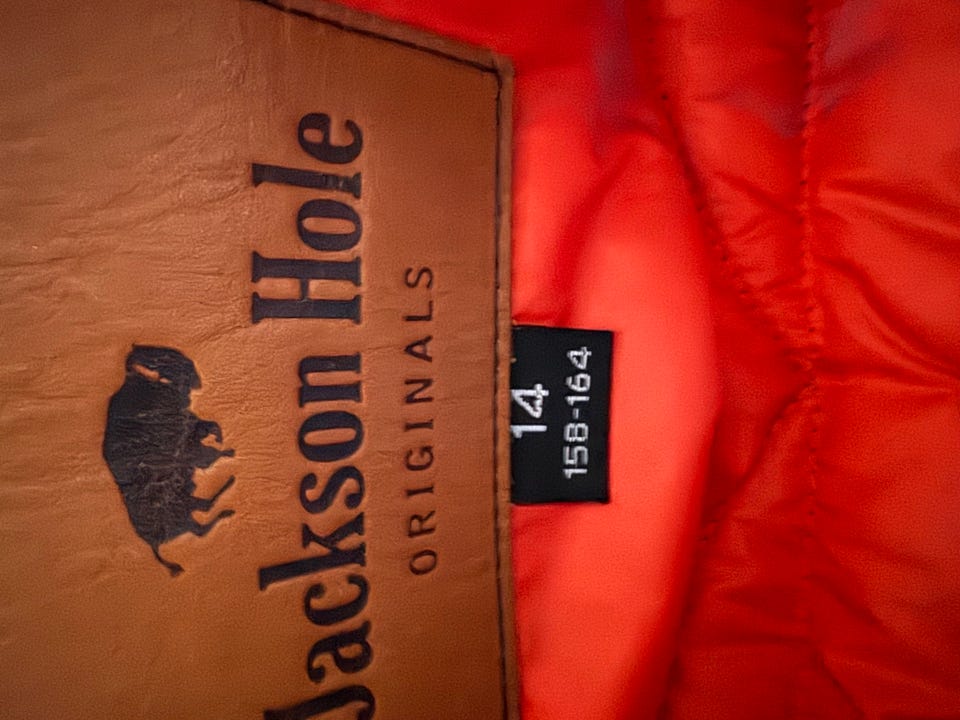 Jackson Hole
ORIGINALS
14
158-164